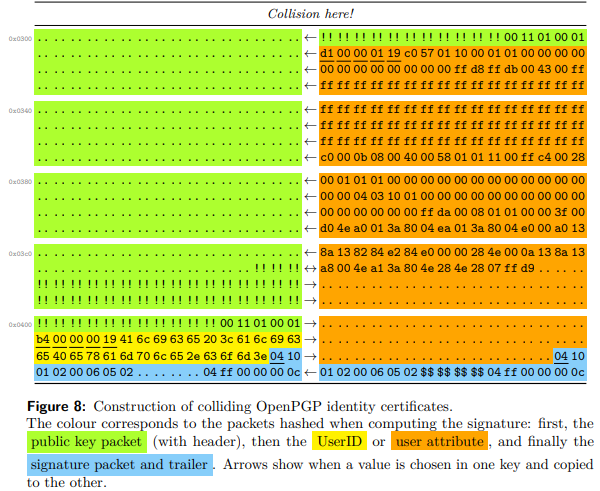 Collision here!
0x0300 .. .. .. .. .. .. .. .. .. .. .. .. .. .. .. .. ← !! !! !! !! !! !! !! !! !! !! !! 00 11 01 00 01
.. .. .. .. .. .. .. .. .. .. .. .. .. .. .. .. ← d1 00 00 01 19 c0 57 01 10 00 01 01 00 00 00 00
.. .. .. .. .. .. .. .. .. .. .. .. .. .. .. .. ← 00 00 00 00 00 00 00 00 ff d8 ff db 00 43 00 ff
.. .. .. .. .. .. .. .. .. .. .. .. .. .. .. .. ← ff ff ff ff ff ff ff ff ff ff ff ff ff ff ff ff
0x0340 .. .. .. .. .. .. .. .. .. .. .. .. .. .. .. .. ← ff ff ff ff ff ff ff ff ff ff ff ff ff ff ff ff
.. .. .. .. .. .. .. .. .. .. .. .. .. .. .. .. ← ff ff ff ff ff ff ff ff ff ff ff ff ff ff ff ff
.. .. .. .. .. .. .. .. .. .. .. .. .. .. .. .. ← ff ff ff ff ff ff ff ff ff ff ff ff ff ff ff ff
.. .. .. .. .. .. .. .. .. .. .. .. .. .. .. .. ← c0 00 0b 08 00 40 00 58 01 01 11 00 ff c4 00 28
0x0380 .. .. .. .. .. .. .. .. .. .. .. .. .. .. .. .. ← 00 01 01 01 00 00 00 00 00 00 00 00 00 00 00 00
.. .. .. .. .. .. .. .. .. .. .. .. .. .. .. .. ← 00 00 04 03 10 01 00 00 00 00 00 00 00 00 00 00
.. .. .. .. .. .. .. .. .. .. .. .. .. .. .. .. ← 00 00 00 00 00 00 ff da 00 08 01 01 00 00 3f 00
.. .. .. .. .. .. .. .. .. .. .. .. .. .. .. .. ← d0 4e a0 01 3a 80 04 ea 01 3a 80 04 e0 00 a0 13
0x03c0 .. .. .. .. .. .. .. .. .. .. .. .. .. .. .. .. ← 8a 13 82 84 e2 84 e0 00 00 28 4e 00 0a 13 8a 13
.. .. .. .. .. .. .. .. .. .. .. .. .. !! !! !! ↔ a8 00 4e a1 3a 80 4e 28 4e 28 07 ff d9 .. .. ..
!! !! !! !! !! !! !! !! !! !! !! !! !! !! !! !! → .. .. .. .. .. .. .. .. .. .. .. .. .. .. .. ..
!! !! !! !! !! !! !! !! !! !! !! !! !! !! !! !! → .. .. .. .. .. .. .. .. .. .. .. .. .. .. .. ..
0x0400 !! !! !! !! !! !! !! !! !! !! !! 00 11 01 00 01 → .. .. .. .. .. .. .. .. .. .. .. .. .. .. .. ..
b4 00 00 00 19 41 6c 69 63 65 20 3c 61 6c 69 63 → .. .. .. .. .. .. .. .. .. .. .. .. .. .. .. ..
65 40 65 78 61 6d 70 6c 65 2e 63 6f 6d 3e 04 10 → .. .. .. .. .. .. .. .. .. .. .. .. .. .. 04 10
01 02 00 06 05 02 .. .. .. .. 04 ff 00 00 00 0c → 01 02 00 06 05 02 $$ $$ $$ $$ 04 ff 00 00 00 0c
Figure 8: Construction of colliding OpenPGP identity certificates.
The colour corresponds to the packets hashed when computing the signature: first, the
public key packet (with header), then the UserID or user attribute, and finally the
signature packet and trailer. Arrows show when a value is chosen in one key and copied
to the other.